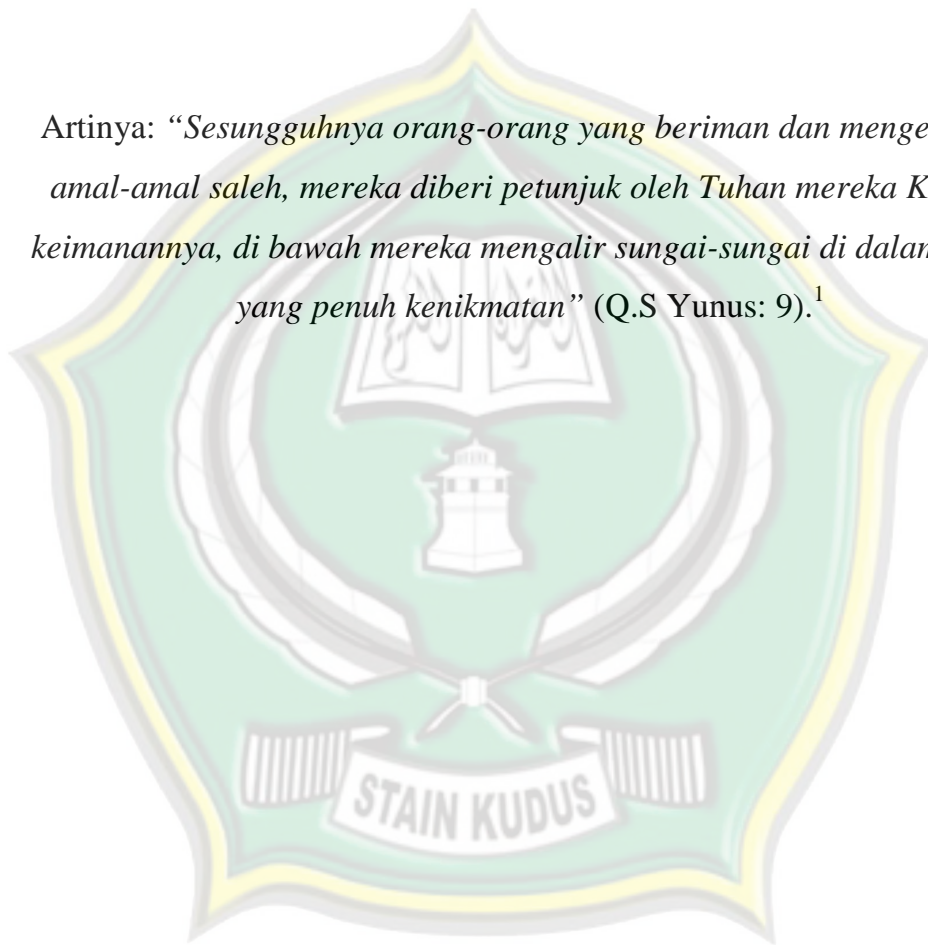 Artinya: “Sesungguhnya orang-orang yang beriman dan menge
amal-amal saleh, mereka diberi petunjuk oleh Tuhan mereka K
keimanannya, di bawah mereka mengalir sungai-sungai di dalam
yang penuh kenikmatan” (Q.S Yunus: 9).1
STAIN KUDUS